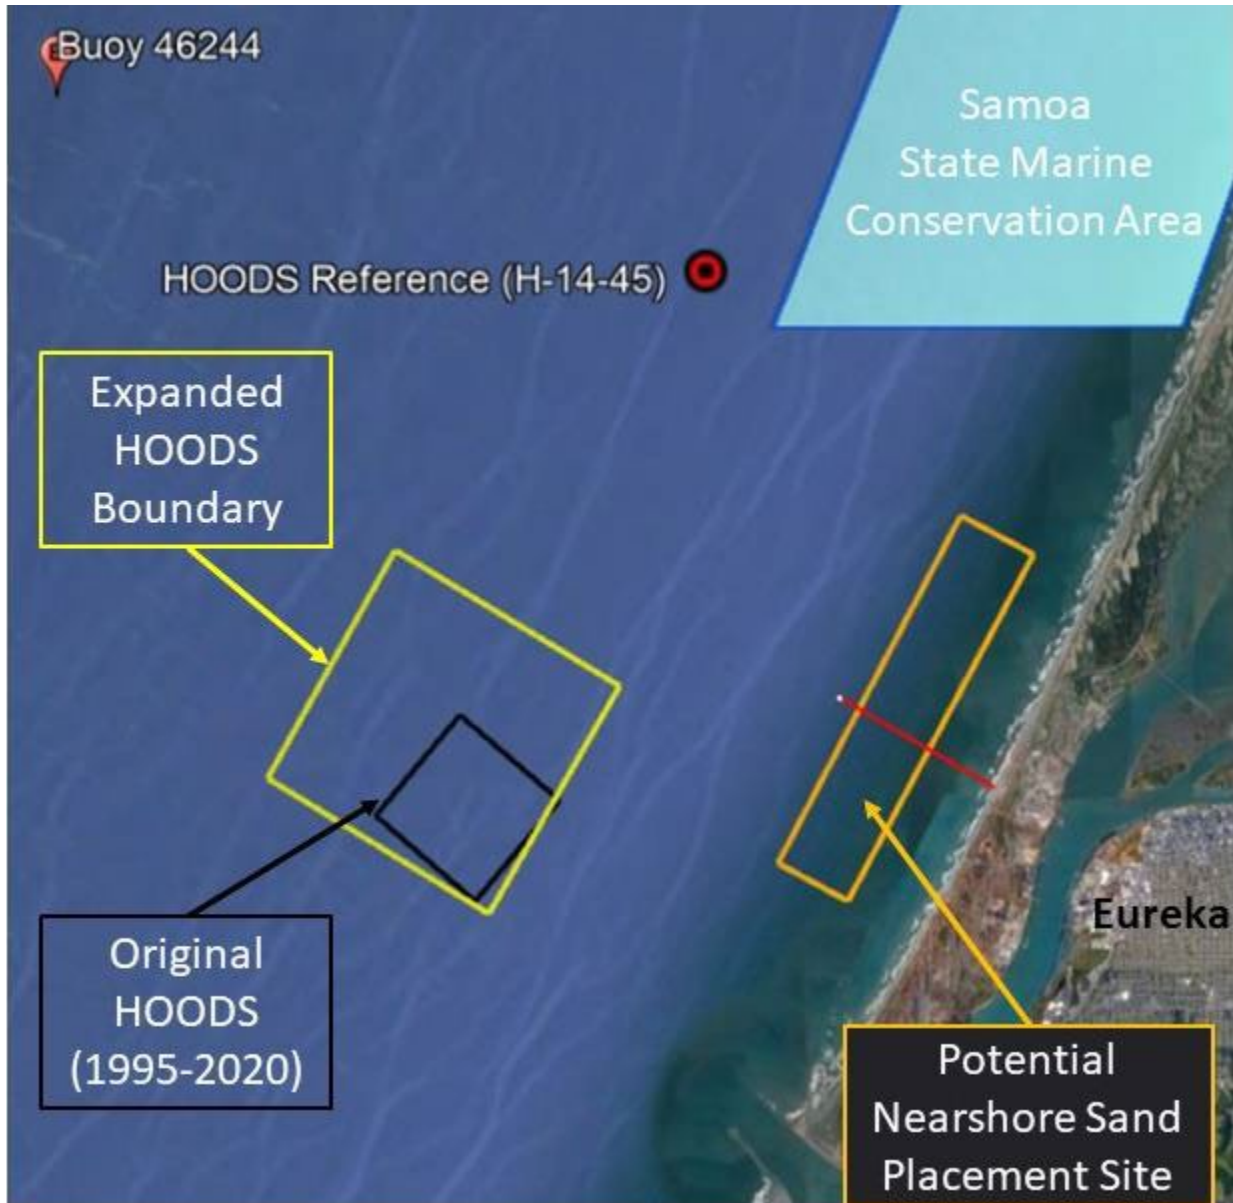 Buoy 46244
Samoa
State Marine
Conservation Area
HOODS Reference (H-14-45)
Expanded
HOODS
Boundary
Original
HOODS
(1995-2020)
Eureka
Potential
Nearshore Sand
Placement Site